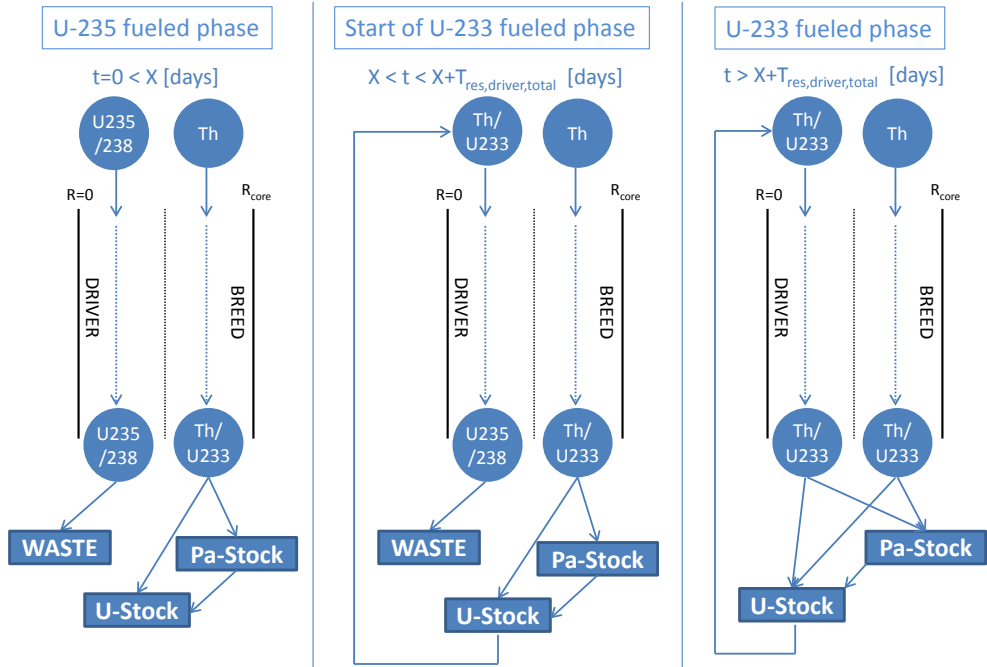 U-235 fueled phase
t=0 < X [days]
U235
/238
Th
R=0
R_core
DRIVER
BREED
U235
/238
Th/
U233
WASTE
Pa-Stock
U-Stock
Start of U-233 fueled phase
X < t < X+T_res,driver,total [days]
Th/
U233
Th
R=0
R_core
DRIVER
BREED
U235
/238
Th/
U233
WASTE
Pa-Stock
U-Stock
U-233 fueled phase
t > X+T_res,driver,total [days]
Th/
U233
Th
R=0
R_core
DRIVER
BREED
Th/
U233
Th/
U233
Pa-Stock
U-Stock